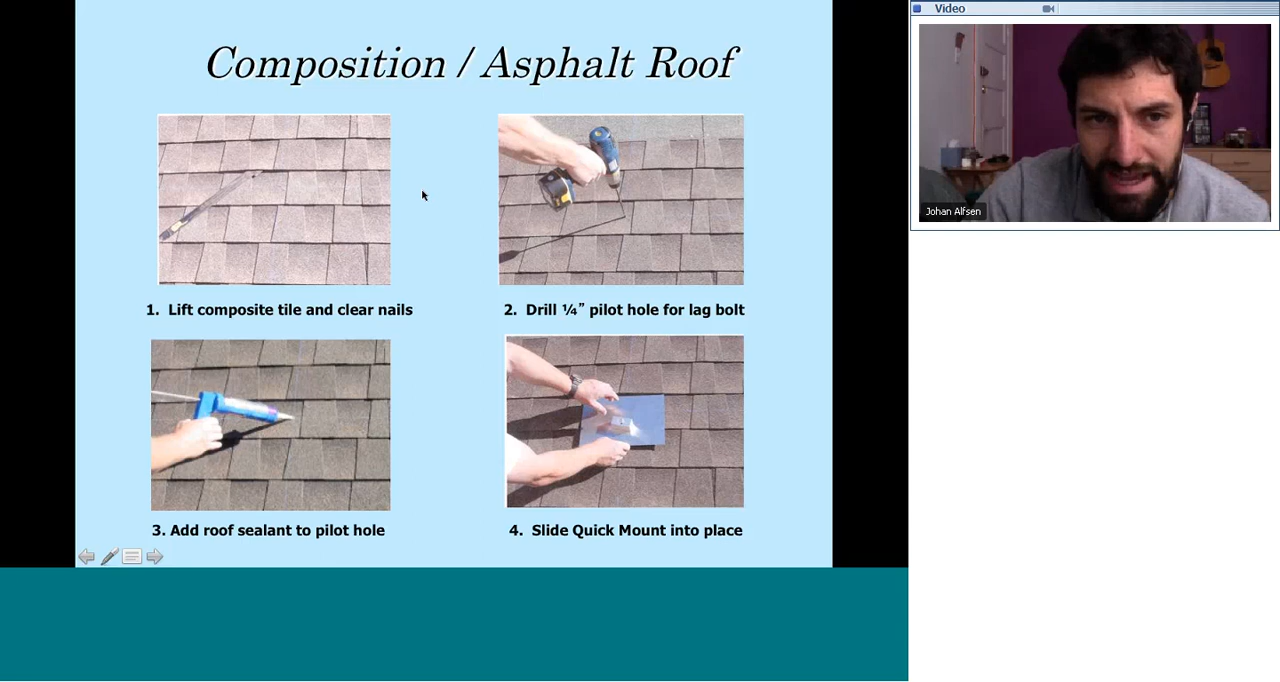 Composition / Asphalt Roof
Video
Johan Alfsen
1. Lift composite tile and clear nails
2. Drill ¼” pilot hole for lag bolt
3. Add roof sealant to pilot hole
4. Slide Quick Mount into place